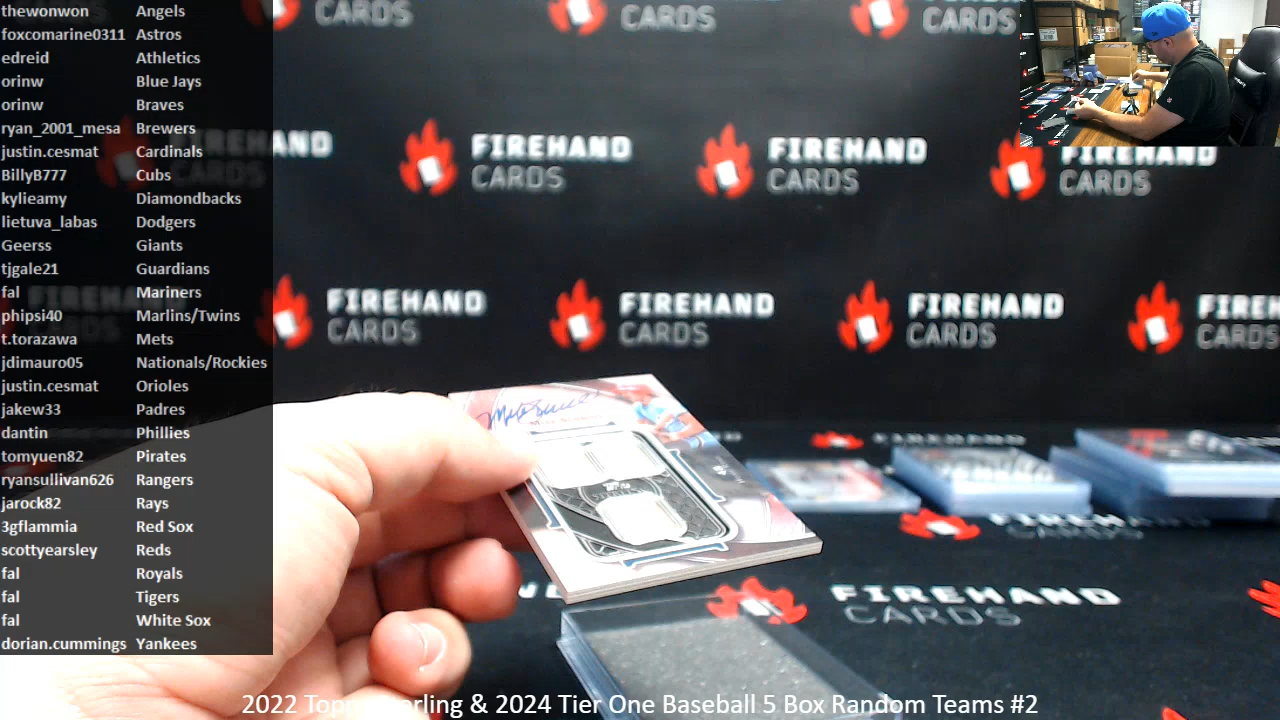 thewonwon Angels
foxcomarine0311 Astros
edreid Athletics
orinw Blue Jays
orinw Braves
ryan_2001_mesa Brewers
justin.cesmat Cardinals
BillyB777 Cubs
kylieamy Diamondbacks
lietuva_labas Dodgers
Geerss Giants
tjgale21 Guardians
fal Mariners
phipsi40 Marlins/Twins
t.torazawa Mets
jdimauro05 Nationals/Rockies
justin.cesmat Orioles
jakew33 Padres
dantin Phillies
tomyuen82 Pirates
ryansullivan626 Rangers
jarock82 Rays
3gflammia Red Sox
scottyearsley Reds
fal Royals
fal Tigers
fal White Sox
dorian.cummings Yankees
CARDS CARDS CARDS
FIREHAND CARDS
FIREHAND CARDS
FIREHAND CARDS
FIREHAND CARDS
FIREHAND CARDS
FIREHAND CARDS
FIREHAND CARDS
2022 Top rling & 2024 Tier One Baseball 5 Box Random Teams #2